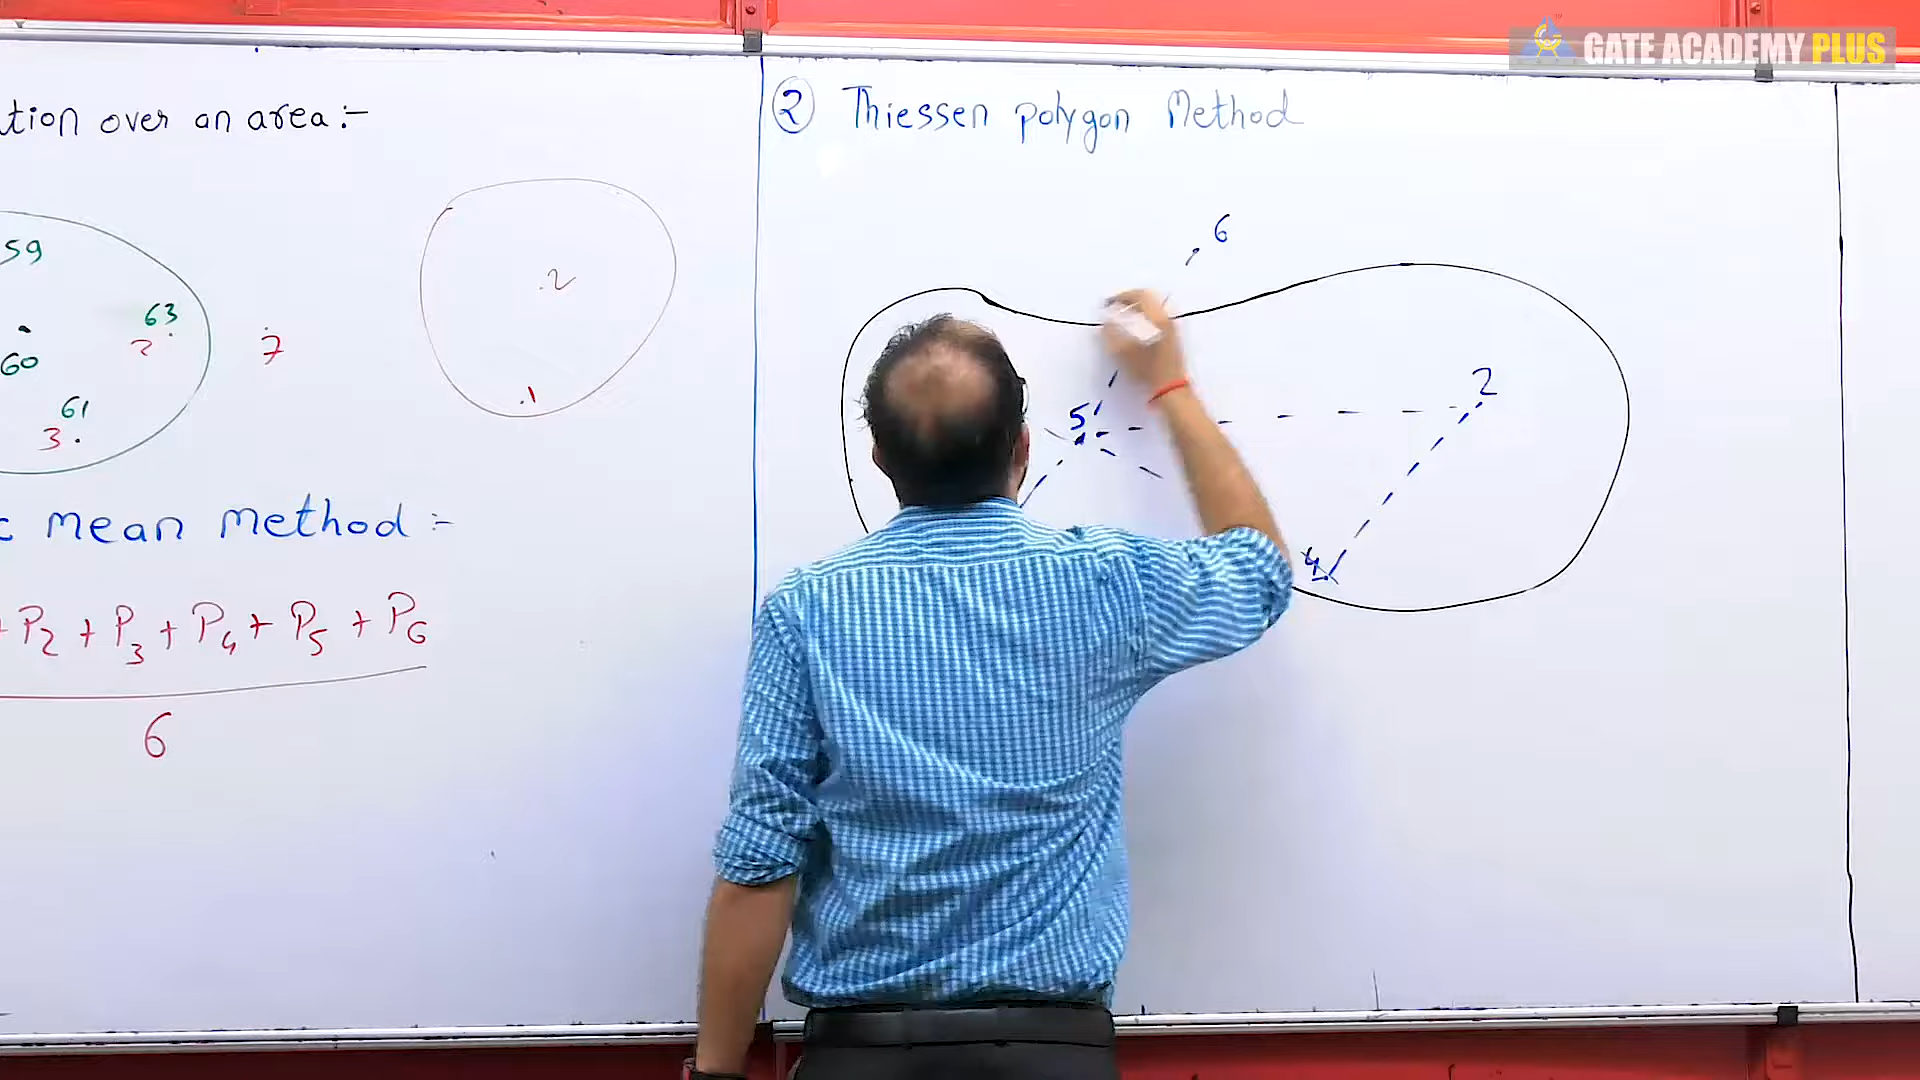 GATE ACADEMY PLUS
tion over an area :-
59
63
2
60
61
3
7
.2
.1
mean method :-
+ P2 + P3 + P4 + P5 + P6
6
2 Thiessen polygon Method
6
2
5
4